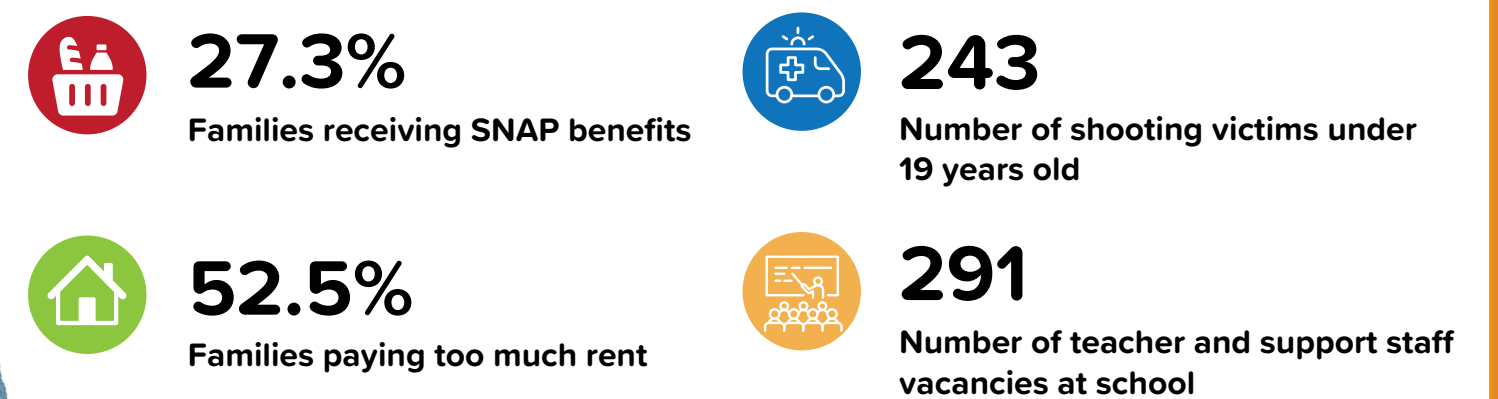 27.3%
Families receiving SNAP benefits
243
Number of shooting victims under
19 years old
52.5%
Families paying too much rent
291
Number of teacher and support staff
vacancies at school